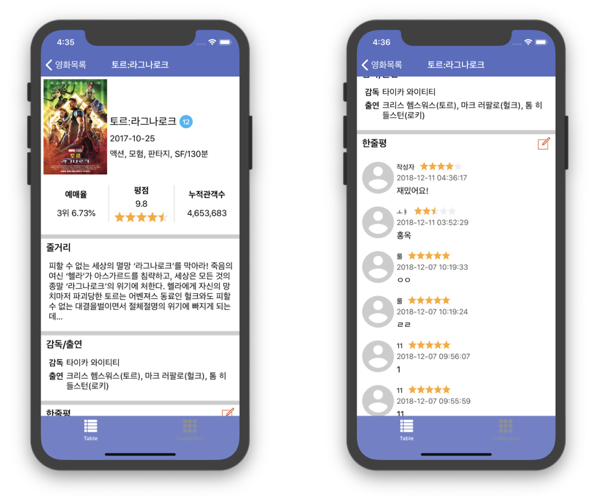 4:35
영화목록
토르:라그나로크
토르:라그나로크 12
2017-10-25
액션, 모험, 판타지, SF/130분
예매율
3위 6.73%
평점
9.8
누적관객수
4,653,683
줄거리
피할 수 없는 세상의 멸망 ‘라그나로크’를 막아라! 죽음의
여신 ‘헬라’가 아스가르드를 침략하고, 세상은 모든 것의
종말 ‘라그나로크’의 위기에 처한다. 헬라에게 자신의 망
치마저 파괴당한 토르는 어벤져스 동료인 헐크와도 피할
수 없는 대결을벌이면서 절체절명의 위기에 빠지게 되는
데...
감독/출연
감독 타이카 와이티티
출연 크리스 헴스워스(토르), 마크 러팔로(헐크), 톰 히
들스턴(로키)
한줄평
Table
4:36
영화목록
토르:라그나로크
감독 타이카 와이티티
출연 크리스 헴스워스(토르), 마크 러팔로(헐크), 톰 히
들스턴(로키)
한줄평
작성자
2018-12-11 04:36:17
재밌어요!
2018-12-11 03:52:29
홍옥
룰
2018-12-07 10:19:33
ㅇㅇ
룰
2018-12-07 10:19:24
ㄹㄹ
11
2018-12-07 09:56:07
1
11
2018-12-07 09:55:59
11
Table